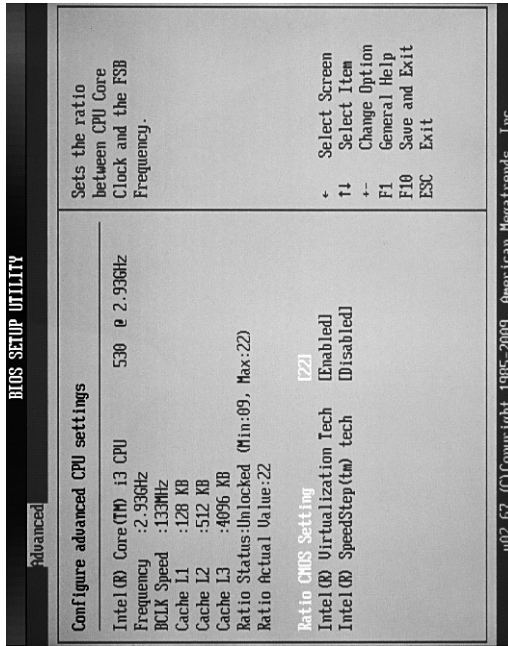 BIOS SETUP UTILITY
Advanced
Configure advanced CPU settings
Intel(R) Core(TM) i3 CPU 530 @ 2.93GHz
Frequency :2.93GHz
BCLK Speed :133MHz
Cache L1 :128 KB
Cache L2 :512 KB
Cache L3 :4096 KB
Ratio Status:Unlocked (Min:09, Max:22)
Ratio Actual Value:22
Ratio CMOS Setting [22]
Intel(R) Virtualization Tech [Enabled]
Intel(R) SpeedStep(tm) tech [Disabled]
Sets the ratio
between CPU Core
Clock and the FSB
Frequency.
← Select Screen
↑↓ Select Item
+- Change Option
F1 General Help
F10 Save and Exit
ESC Exit
v02.67 (C)Copyright 1985-2009, American Megatrends, Inc.